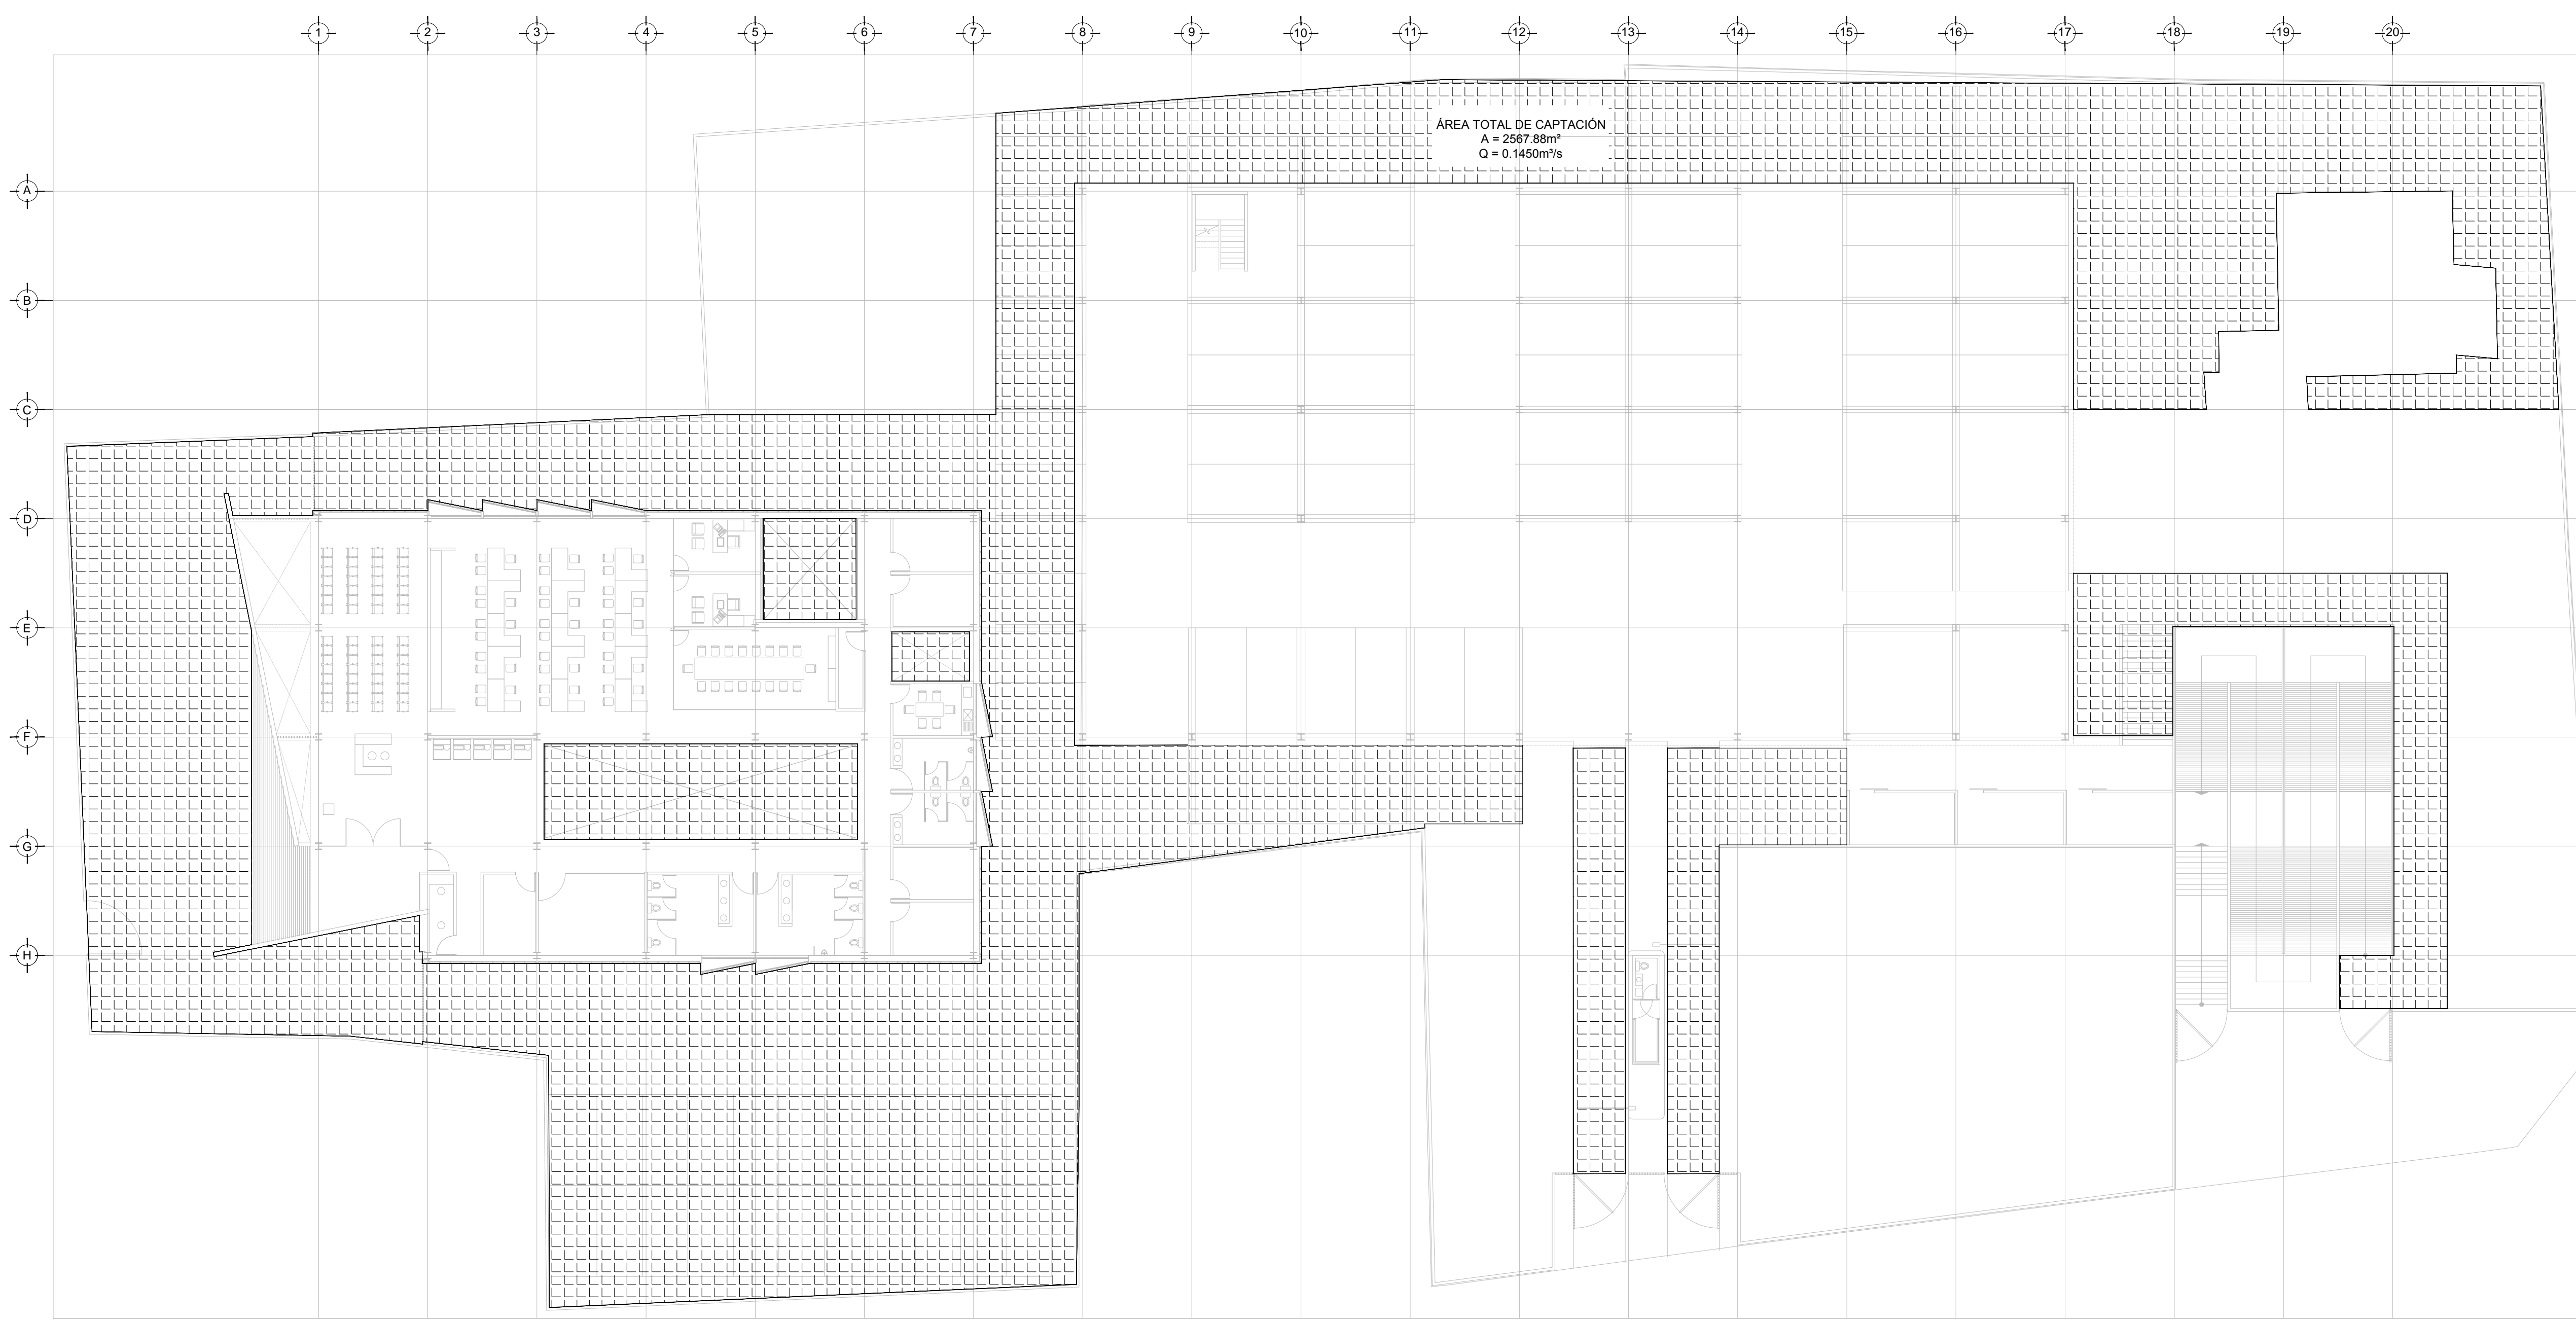 1 2 3 4 5 6 7 8 9 10 11 12 13 14 15 16 17 18 19 20
ÁREA TOTAL DE CAPTACIÓN
A = 2567.88m²
Q = 0.1450m³/s
A
B
C
D
E
F
G
H